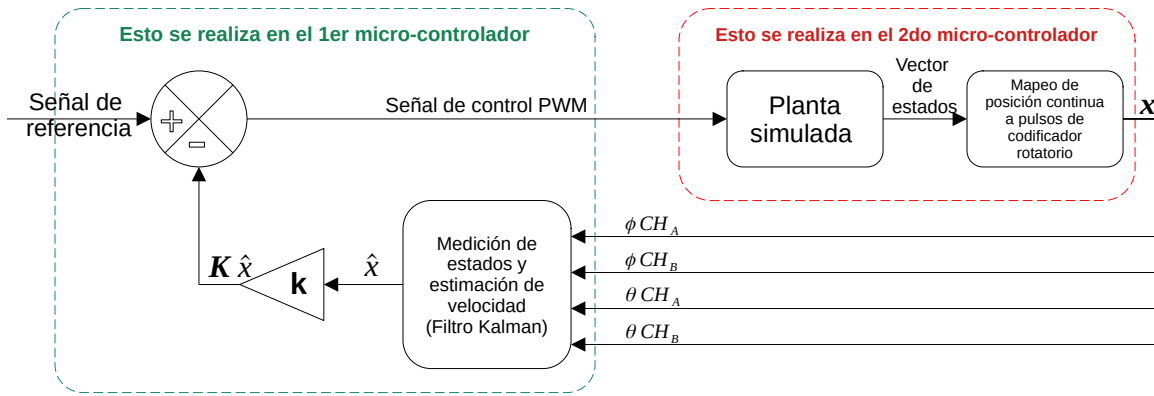 Esto se realiza en el 1er micro-controlador
Esto se realiza en el 2do micro-controlador
Señal de
referencia
+
-
Señal de control PWM
Planta
simulada
Vector
de
estados
Mapeo de
posición continua
a pulsos de
codificador
rotatorio
x
K x̂
k
x̂
Medición de
estados y
estimación de
velocidad
(Filtro Kalman)
ϕ CH_A
ϕ CH_B
θ CH_A
θ CH_B